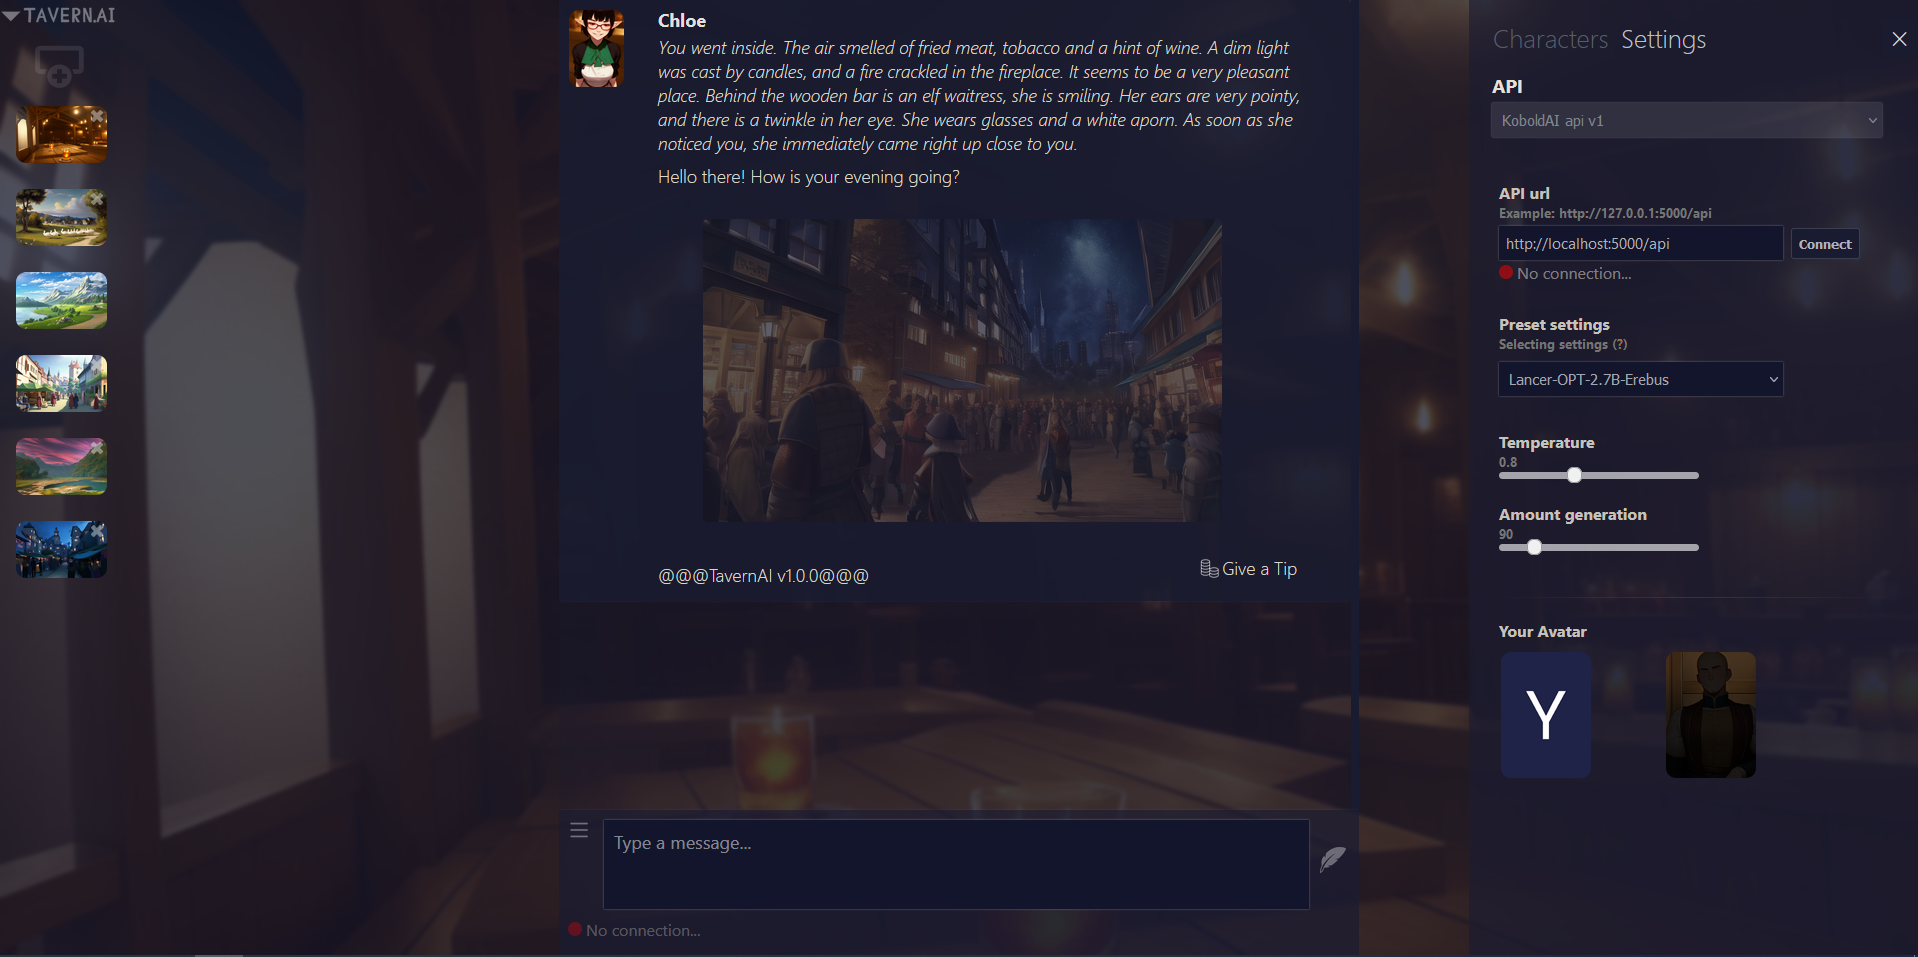 TAVERN.AI
Chloe
You went inside. The air smelled of fried meat, tobacco and a hint of wine. A dim light
was cast by candles, and a fire crackled in the fireplace. It seems to be a very pleasant
place. Behind the wooden bar is an elf waitress, she is smiling. Her ears are very pointy,
and there is a twinkle in her eye. She wears glasses and a white aporn. As soon as she
noticed you, she immediately came right up close to you.
Hello there! How is your evening going?
@@@TavernAI v1.0.0@@@
Give a Tip
Type a message...
No connection...
Characters Settings
API
KoboldAI api v1
API url
Example: http://127.0.0.1:5000/api
http://localhost:5000/api
Connect
No connection...
Preset settings
Selecting settings (?)
Lancer-OPT-2.7B-Erebus
Temperature
0.8
Amount generation
90
Your Avatar
Y